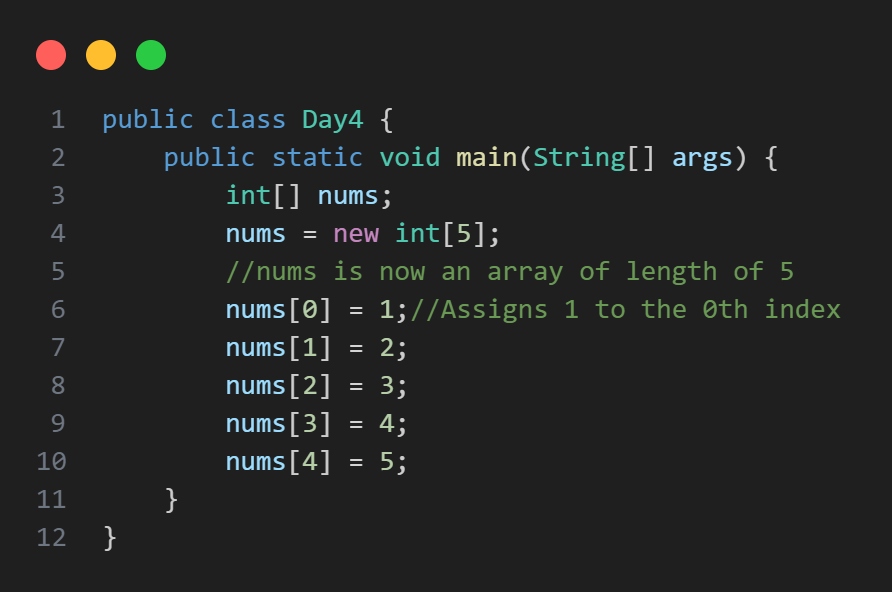 1 public class Day4 {
2     public static void main(String[] args) {
3         int[] nums;
4         nums = new int[5];
5         //nums is now an array of length of 5
6         nums[0] = 1;//Assigns 1 to the 0th index
7         nums[1] = 2;
8         nums[2] = 3;
9         nums[3] = 4;
10         nums[4] = 5;
11     }
12 }